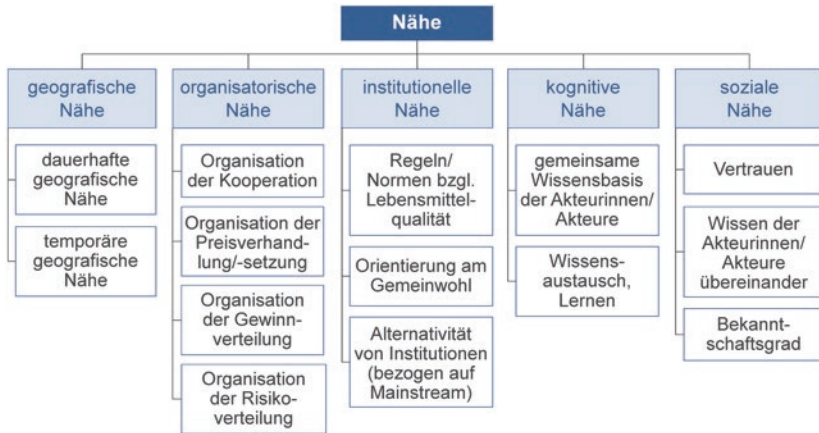 Nähe
geografische
Nähe
dauerhafte
geografische
Nähe
temporäre
geografische
Nähe
organisatorische
Nähe
Organisation
der Kooperation
Organisation der
Preisverhand-
lung/-setzung
Organisation
der Gewinn-
verteilung
Organisation
der Risiko-
verteilung
institutionelle
Nähe
Regeln/
Normen bzgl.
Lebensmittel-
qualität
Orientierung am
Gemeinwohl
Alternativität
von Institutionen
(bezogen auf
Mainstream)
kognitive
Nähe
gemeinsame
Wissensbasis
der Akteurinnen/
Akteure
Wissens-
austausch,
Lernen
soziale
Nähe
Vertrauen
Wissen der
Akteurinnen/
Akteure
übereinander
Bekannt-
schaftsgrad